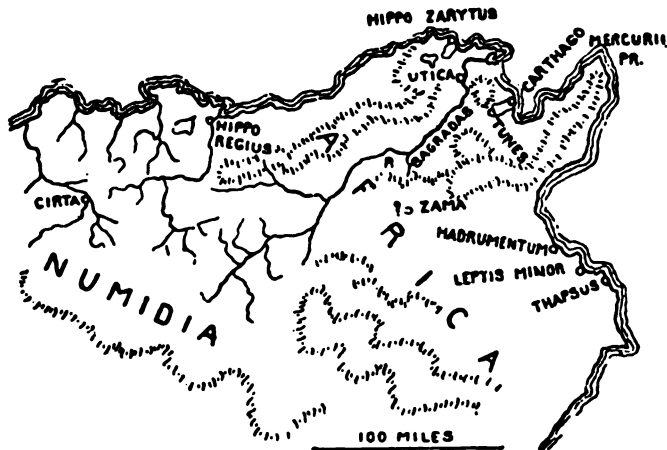 HIPPO ZARYTUS
MERCURII
PR.
CARTHAGO
UTICA
TUNES
HIPPO
REGIUS
AFRICA
R. BAGRADAS
CIRTA
? ZAMA
HADRUMENTUM
LEPTIS MINOR
THAPSUS
NUMIDIA
100 MILES